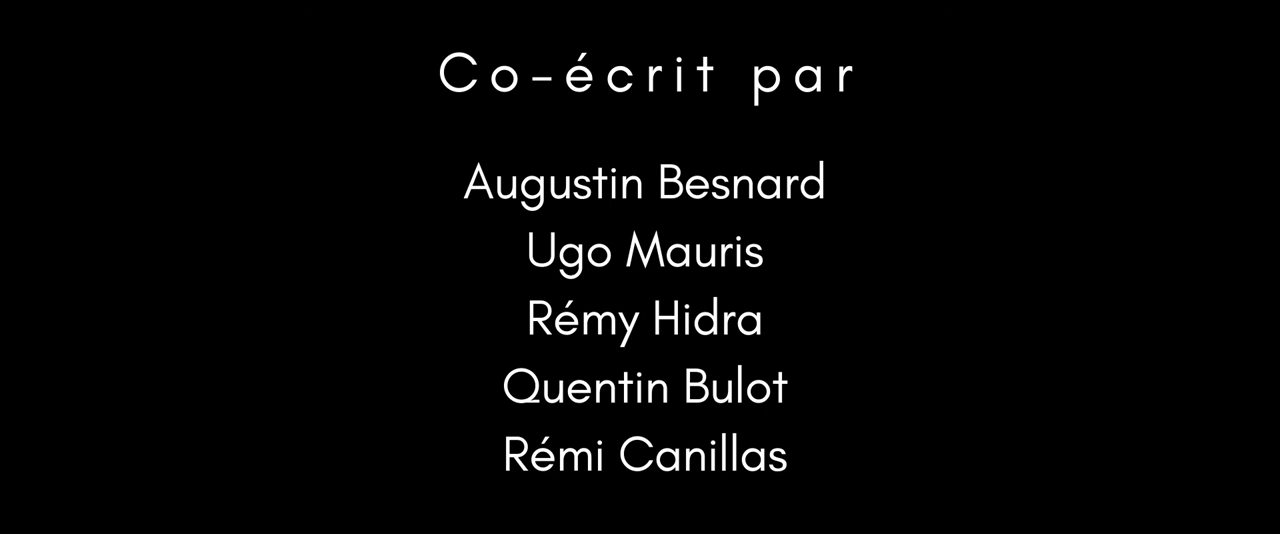 Co-écrit par
Augustin Besnard
Ugo Mauris
Rémy Hidra
Quentin Bulot
Rémi Canillas